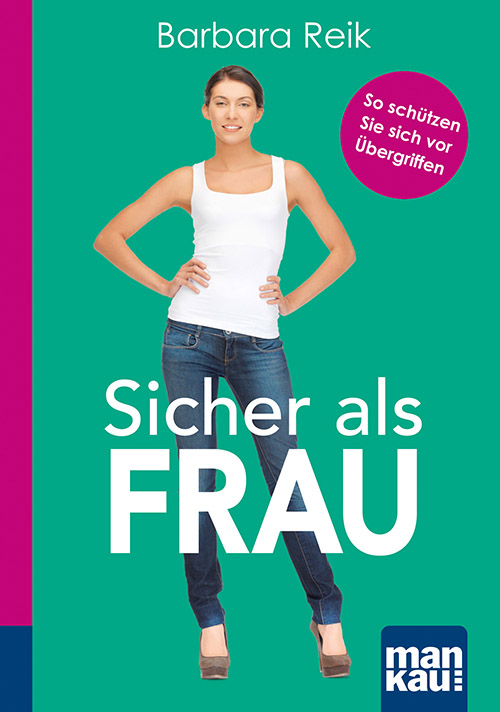 Barbara Reik
So schützen
Sie sich vor
Übergriffen
Sicher als
FRAU
man
kau!